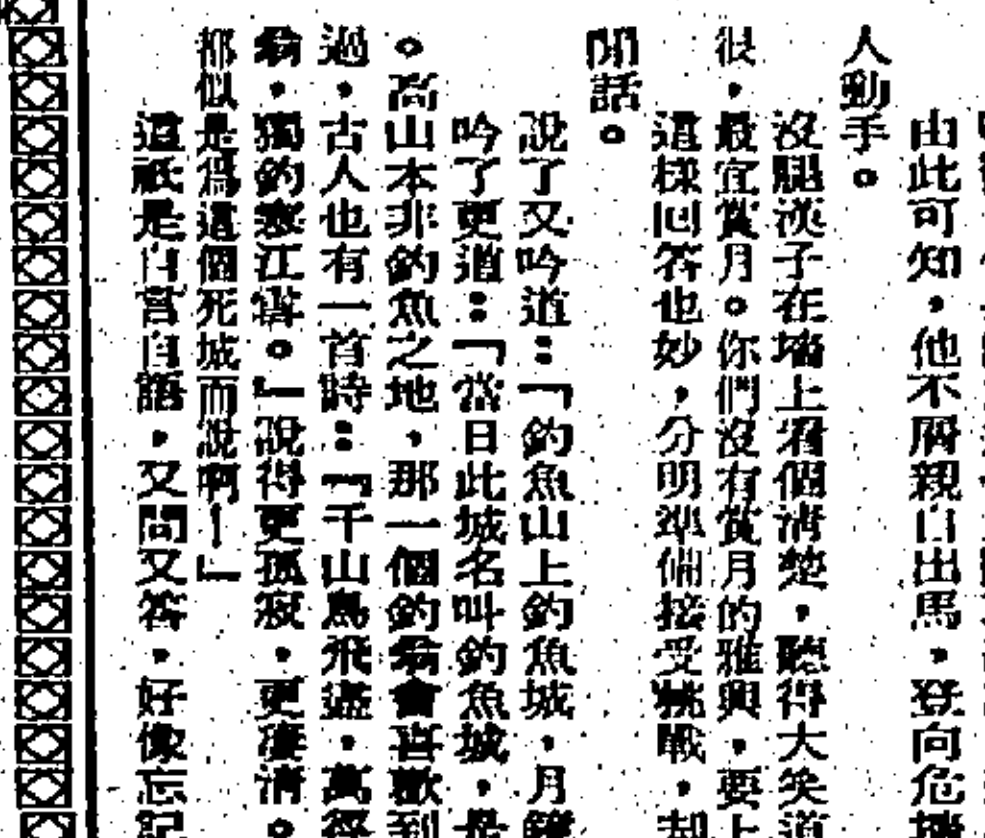 人動手。
由此可知,他不屑親自出馬,登向危
沒腿漢子在墻上看個清楚,聽得大笑道
很,最宜賞月。你們沒有賞月的雅興,要上
這樣回答也妙,分明準備接受挑戰,却
閒話。
說了又吟道:「釣魚山上釣魚城,月
吟了更道:「當日此城名叫釣魚城,是
。高山本非釣魚之地,那一個釣翁會喜歡到
過,古人也有一首時:『千山鳥飛盡,萬徑
翁,獨釣寒江雪。』說得更孤寂,更淒清。
都似是為這個死城而說啊!」
這祇是自言自語,又問又答,好像忘記